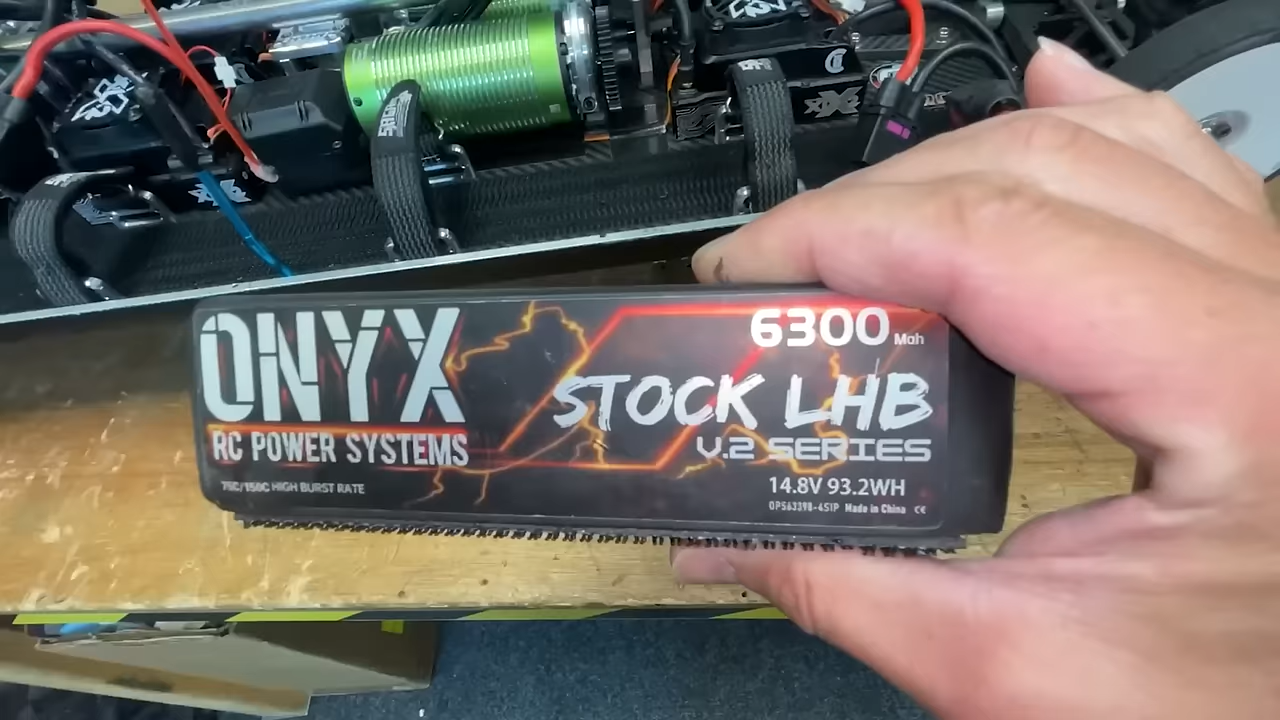 ONYX
RC POWER SYSTEMS
75C/150C HIGH BURST RATE
6300 Mah
STOCK LHB
V.2 SERIES
14.8V 93.2WH
OPS63398-4S1P Made in China CE